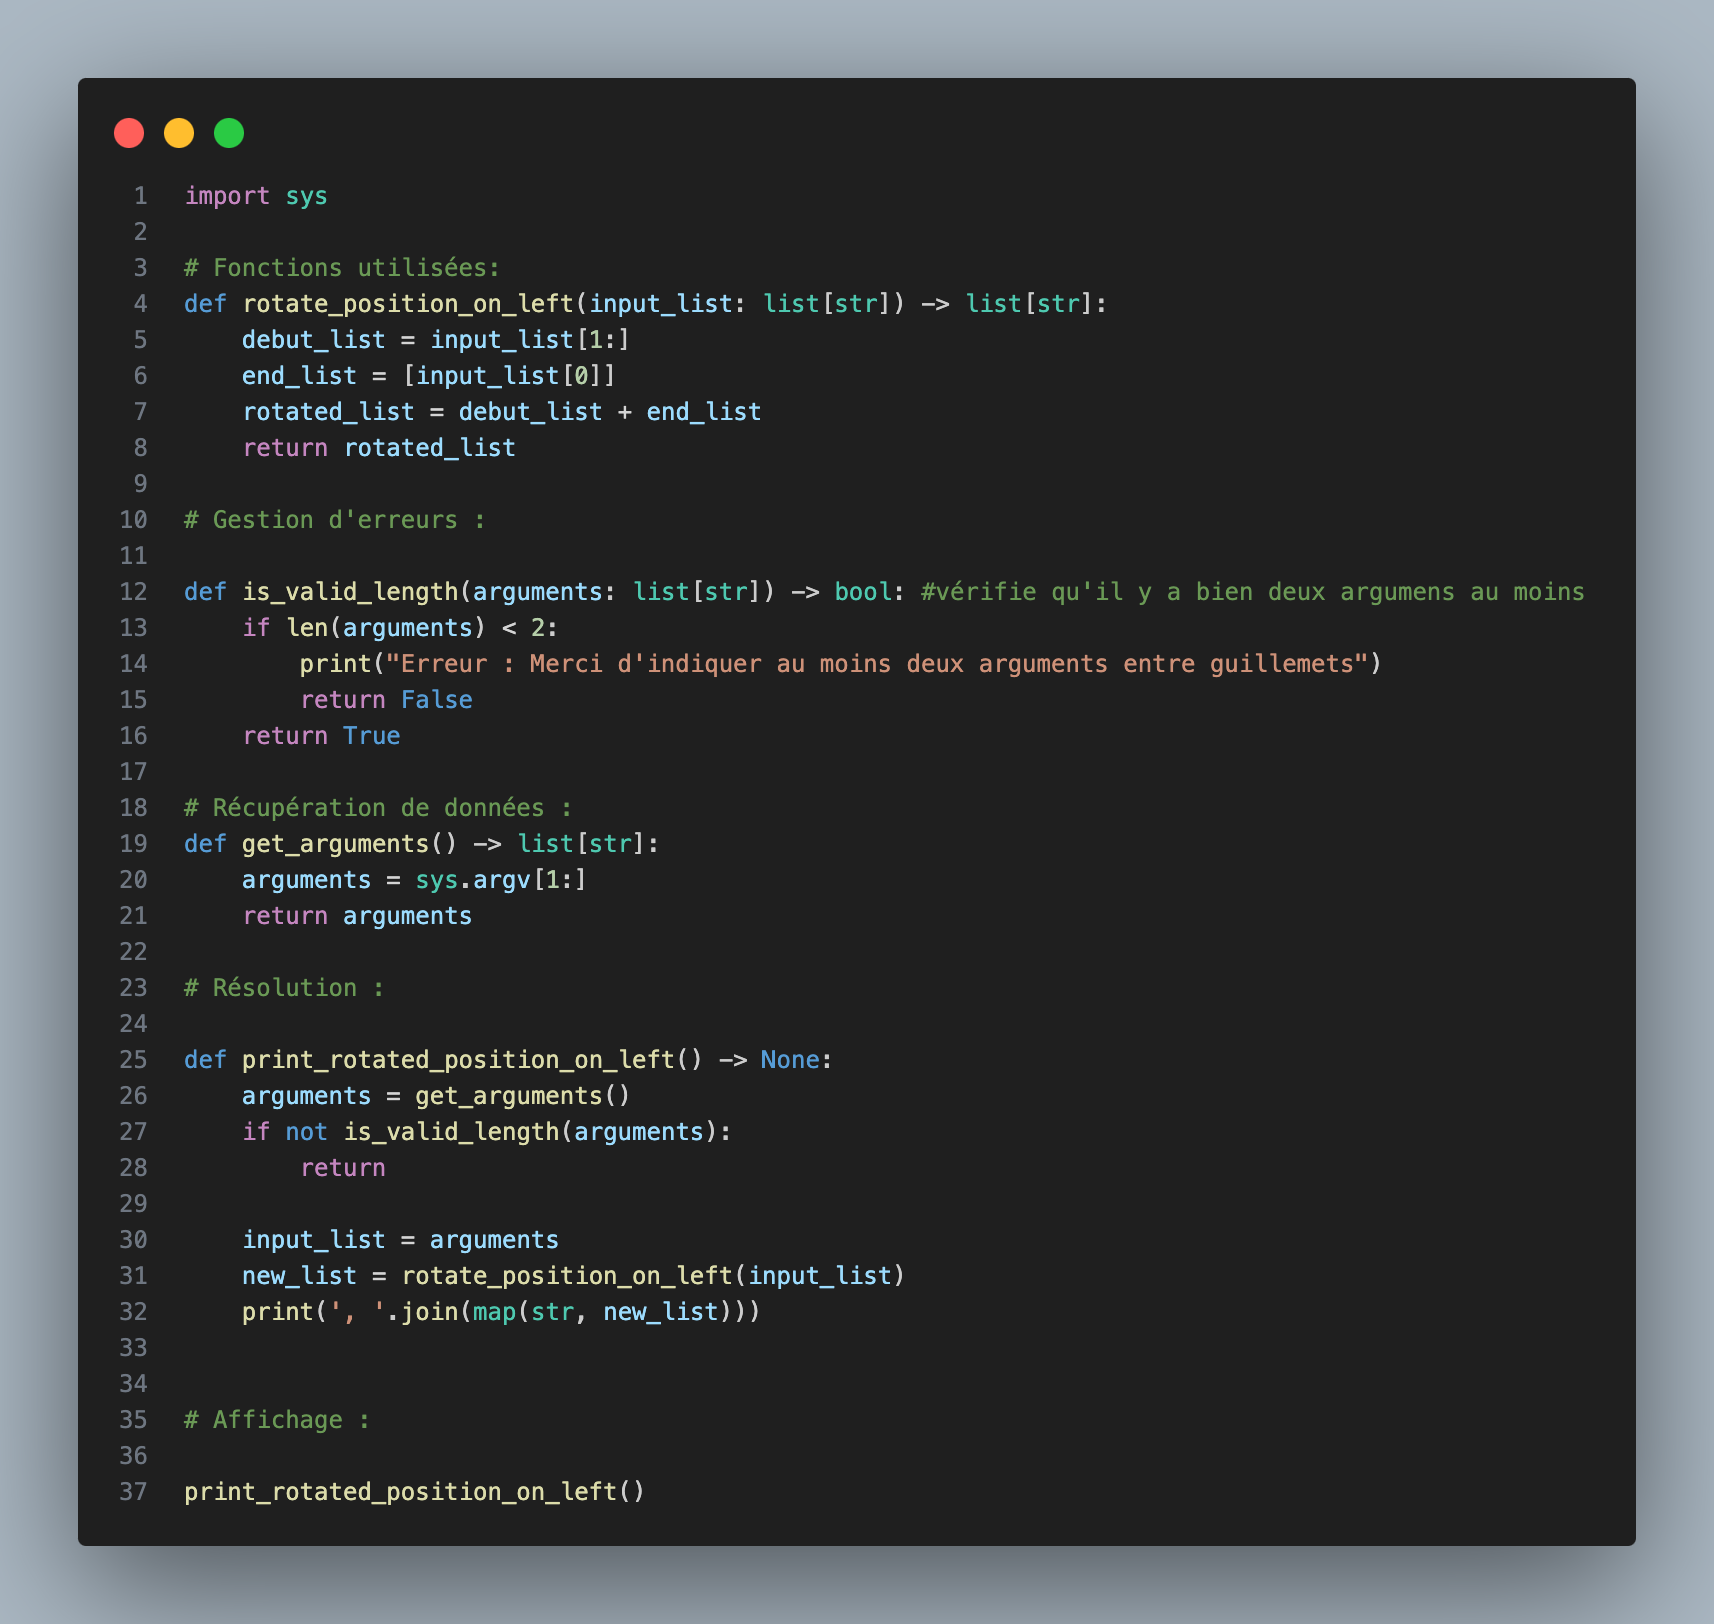 1 import sys
2
3 # Fonctions utilisées:
4 def rotate_position_on_left(input_list: list[str]) -> list[str]:
5     debut_list = input_list[1:]
6     end_list = [input_list[0]]
7     rotated_list = debut_list + end_list
8     return rotated_list
9
10 # Gestion d'erreurs :
11
12 def is_valid_length(arguments: list[str]) -> bool: #vérifie qu'il y a bien deux argumens au moins
13     if len(arguments) < 2:
14         print("Erreur : Merci d'indiquer au moins deux arguments entre guillemets")
15         return False
16     return True
17
18 # Récupération de données :
19 def get_arguments() -> list[str]:
20     arguments = sys.argv[1:]
21     return arguments
22
23 # Résolution :
24
25 def print_rotated_position_on_left() -> None:
26     arguments = get_arguments()
27     if not is_valid_length(arguments):
28         return
29
30     input_list = arguments
31     new_list = rotate_position_on_left(input_list)
32     print(', '.join(map(str, new_list)))
33
34
35 # Affichage :
36
37 print_rotated_position_on_left()